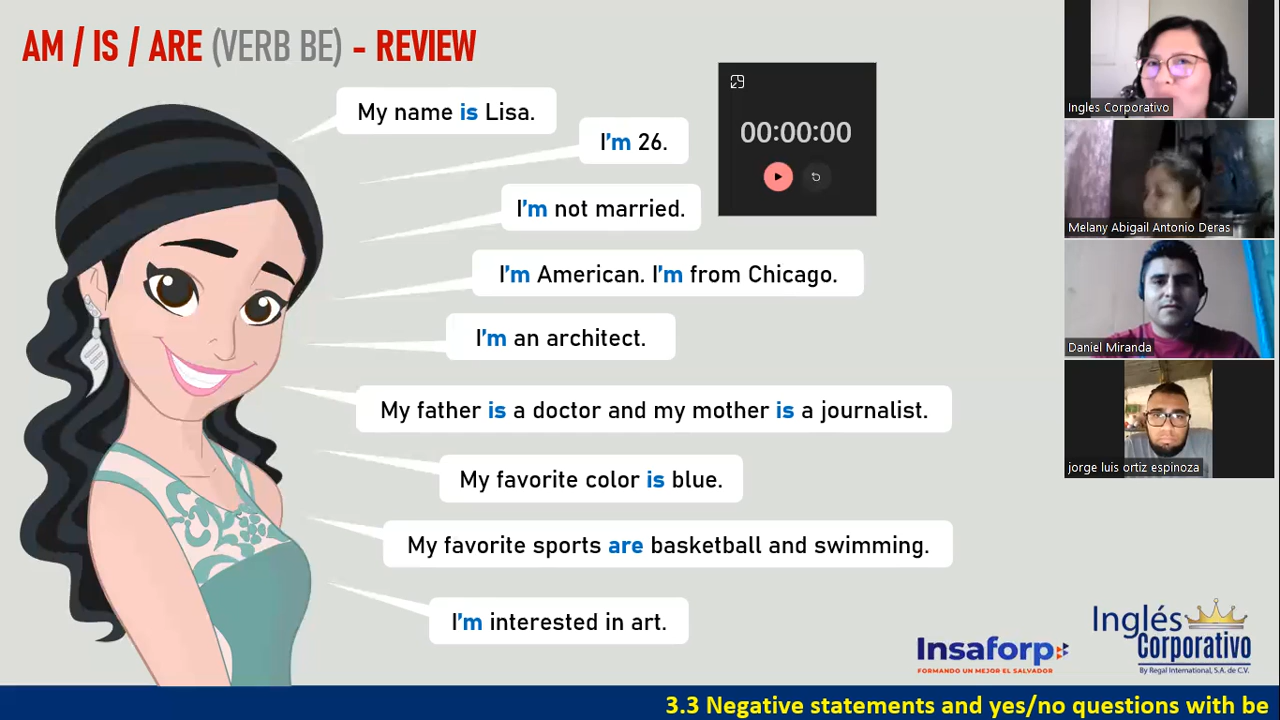 AM / IS / ARE (VERB BE) - REVIEW
My name is Lisa.
I'm 26.
I'm not married.
I'm American. I'm from Chicago.
I'm an architect.
My father is a doctor and my mother is a journalist.
My favorite color is blue.
My favorite sports are basketball and swimming.
I'm interested in art.
00:00:00
Ingles Corporativo
Melany Abigail Antonio Deras
Daniel Miranda
jorge luis ortiz espinoza
Insaforp
FORMANDO UN MEJOR EL SALVADOR
Inglés
Corporativo
By Regal International, S.A. de C.V.
3.3 Negative statements and yes/no questions with be